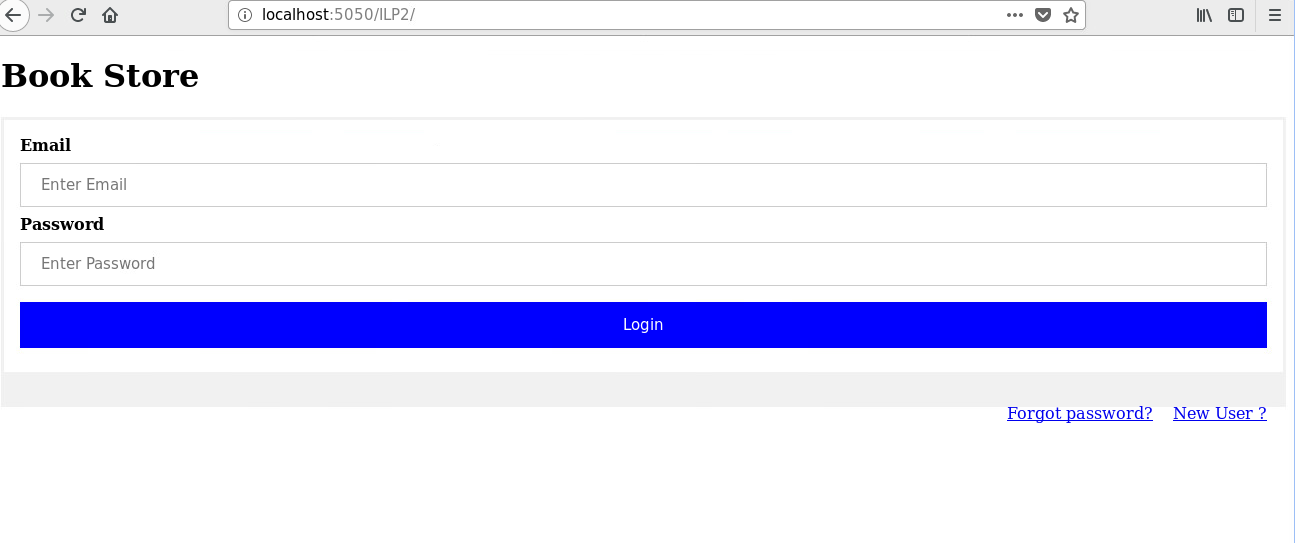 localhost:5050/ILP2/
Book Store
Email
Enter Email
Password
Enter Password
Login
Forgot password? New User ?